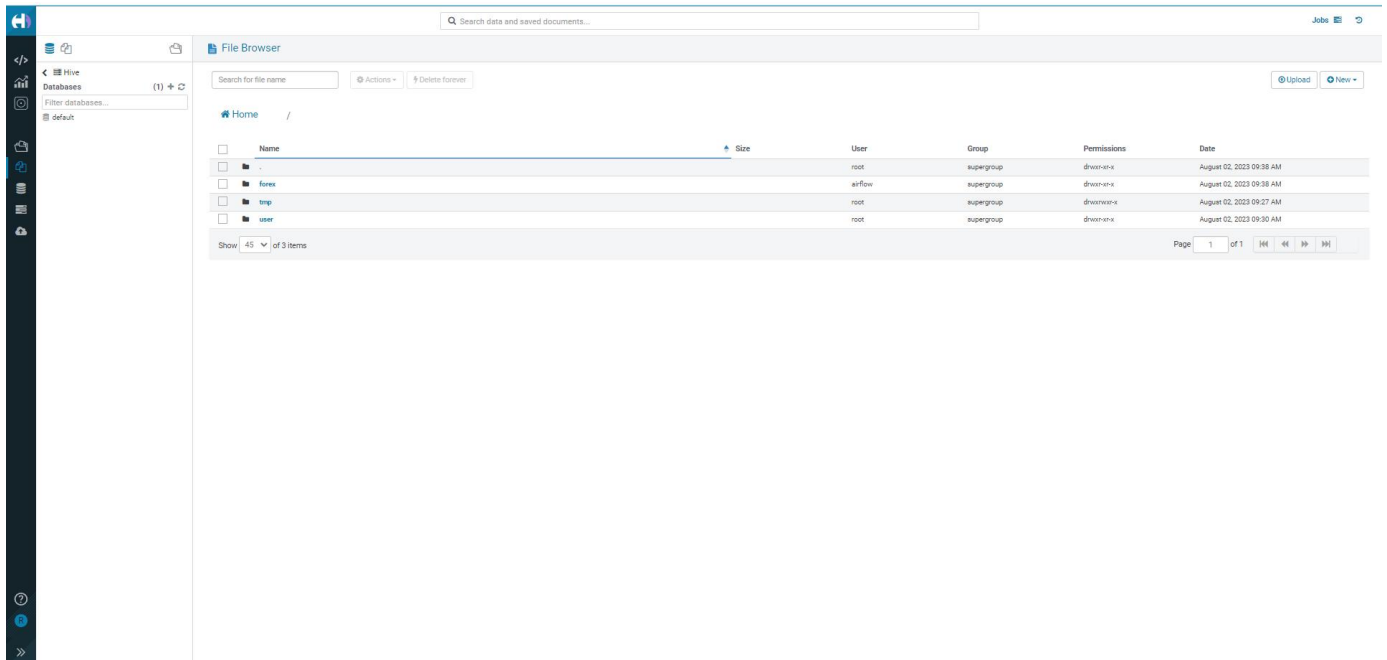 Search data and saved documents...
Jobs
File Browser
Hive
Databases (1)
Filter databases...
default
Search for file name
Actions
Delete forever
Upload
New
Home /
Name Size User Group Permissions Date
. root supergroup drwxr-xr-x August 02, 2023 09:38 AM
forex airflow supergroup drwxr-xr-x August 02, 2023 09:38 AM
tmp root supergroup drwxrwxr-x August 02, 2023 09:27 AM
user root supergroup drwxr-xr-x August 02, 2023 09:30 AM
Show 45 of 3 items
Page 1 of 1
R